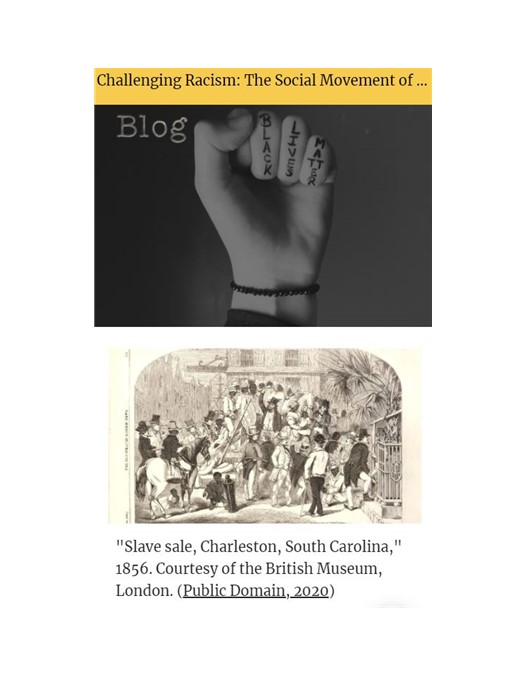 Challenging Racism: The Social Movement of ...
Blog
BLACK
LIVES
MATTER
"Slave sale, Charleston, South Carolina,"
1856. Courtesy of the British Museum,
London. (Public Domain, 2020)